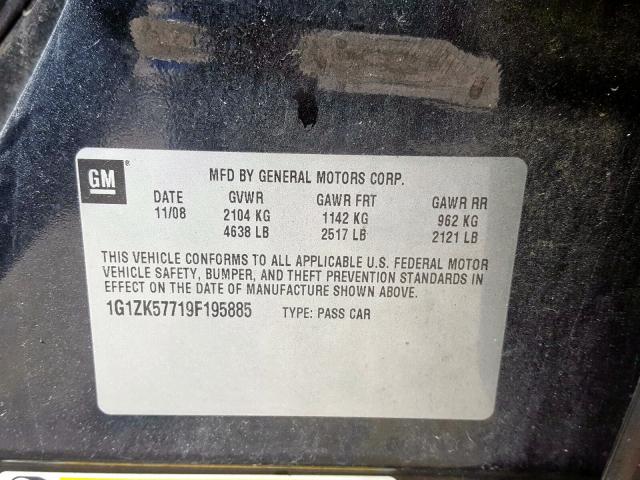 GM®
MFD BY GENERAL MOTORS CORP.
DATE GVWR GAWR FRT GAWR RR
11/08 2104 KG 1142 KG 962 KG
4638 LB 2517 LB 2121 LB
THIS VEHICLE CONFORMS TO ALL APPLICABLE U.S. FEDERAL MOTOR
VEHICLE SAFETY, BUMPER, AND THEFT PREVENTION STANDARDS IN
EFFECT ON THE DATE OF MANUFACTURE SHOWN ABOVE.
1G1ZK57719F195885 TYPE: PASS CAR